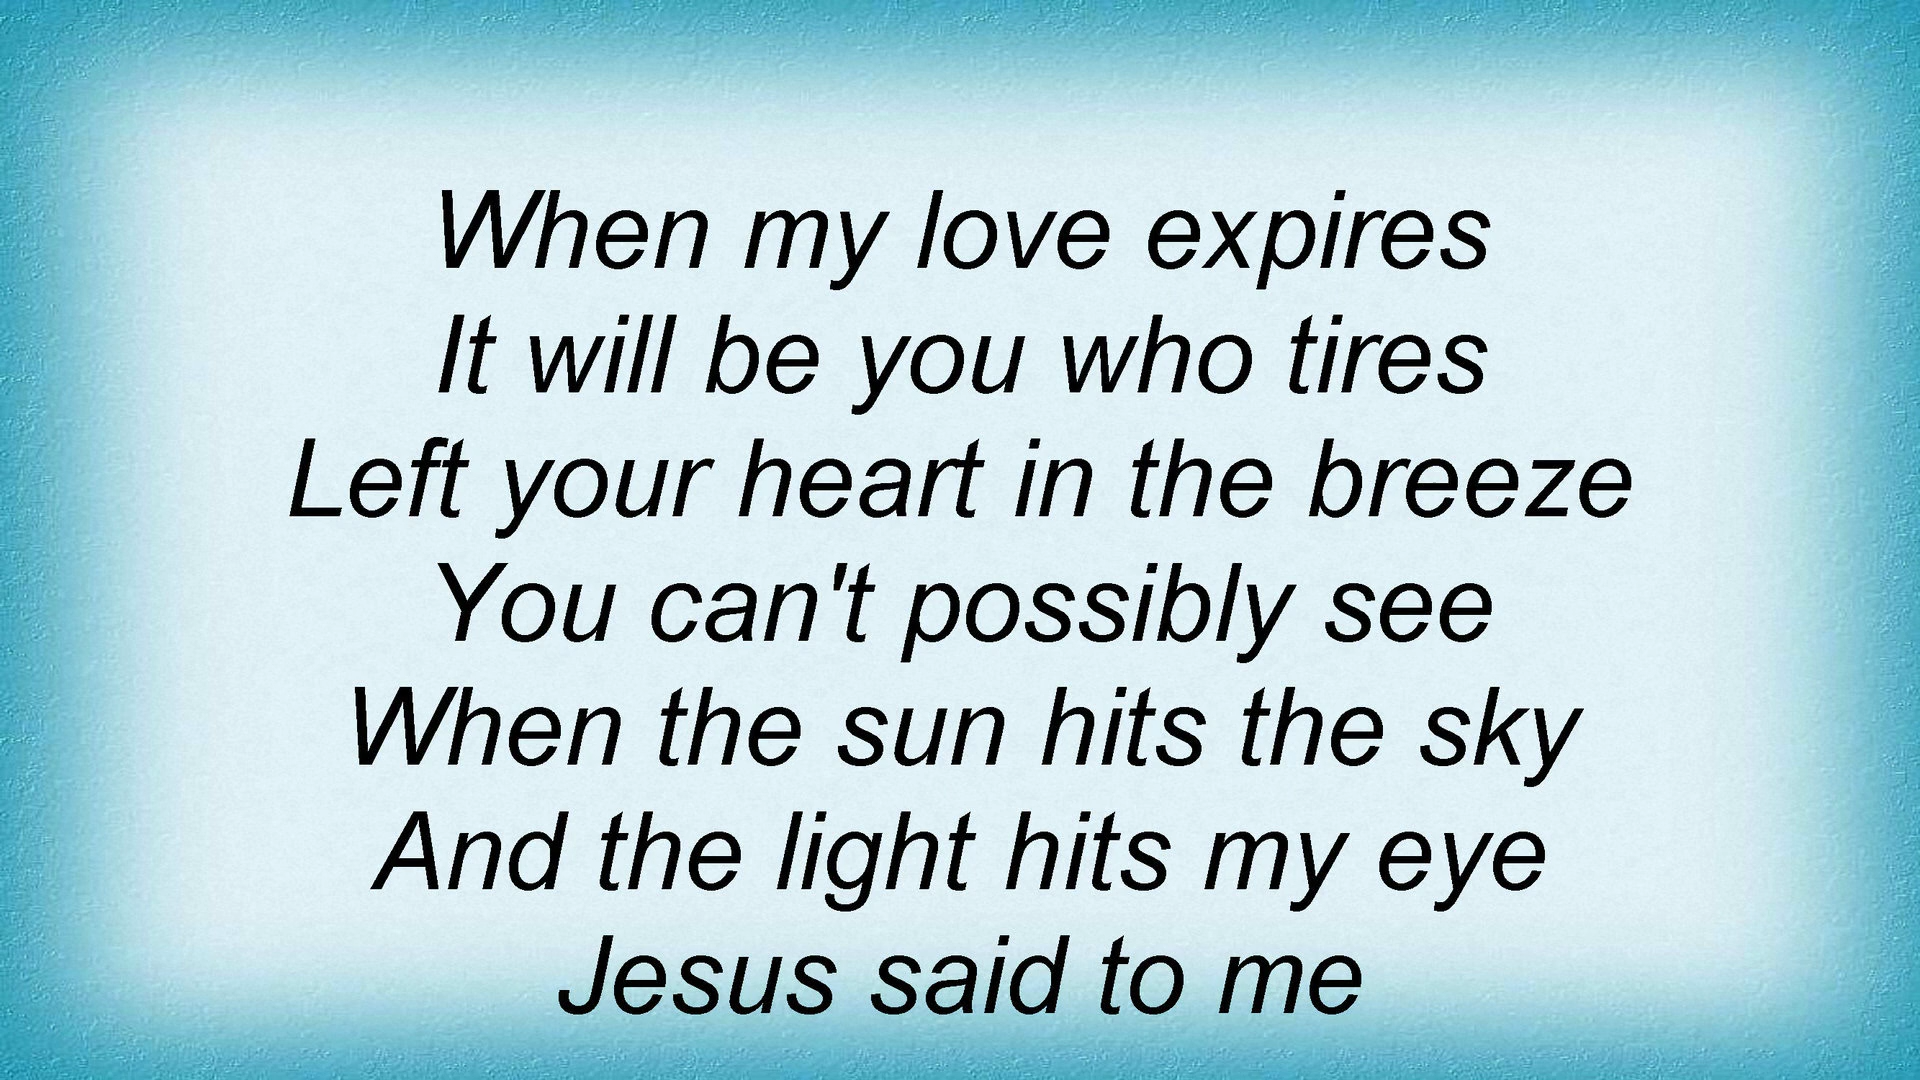 When my love expires
It will be you who tires
Left your heart in the breeze
You can't possibly see
When the sun hits the sky
And the light hits my eye
Jesus said to me